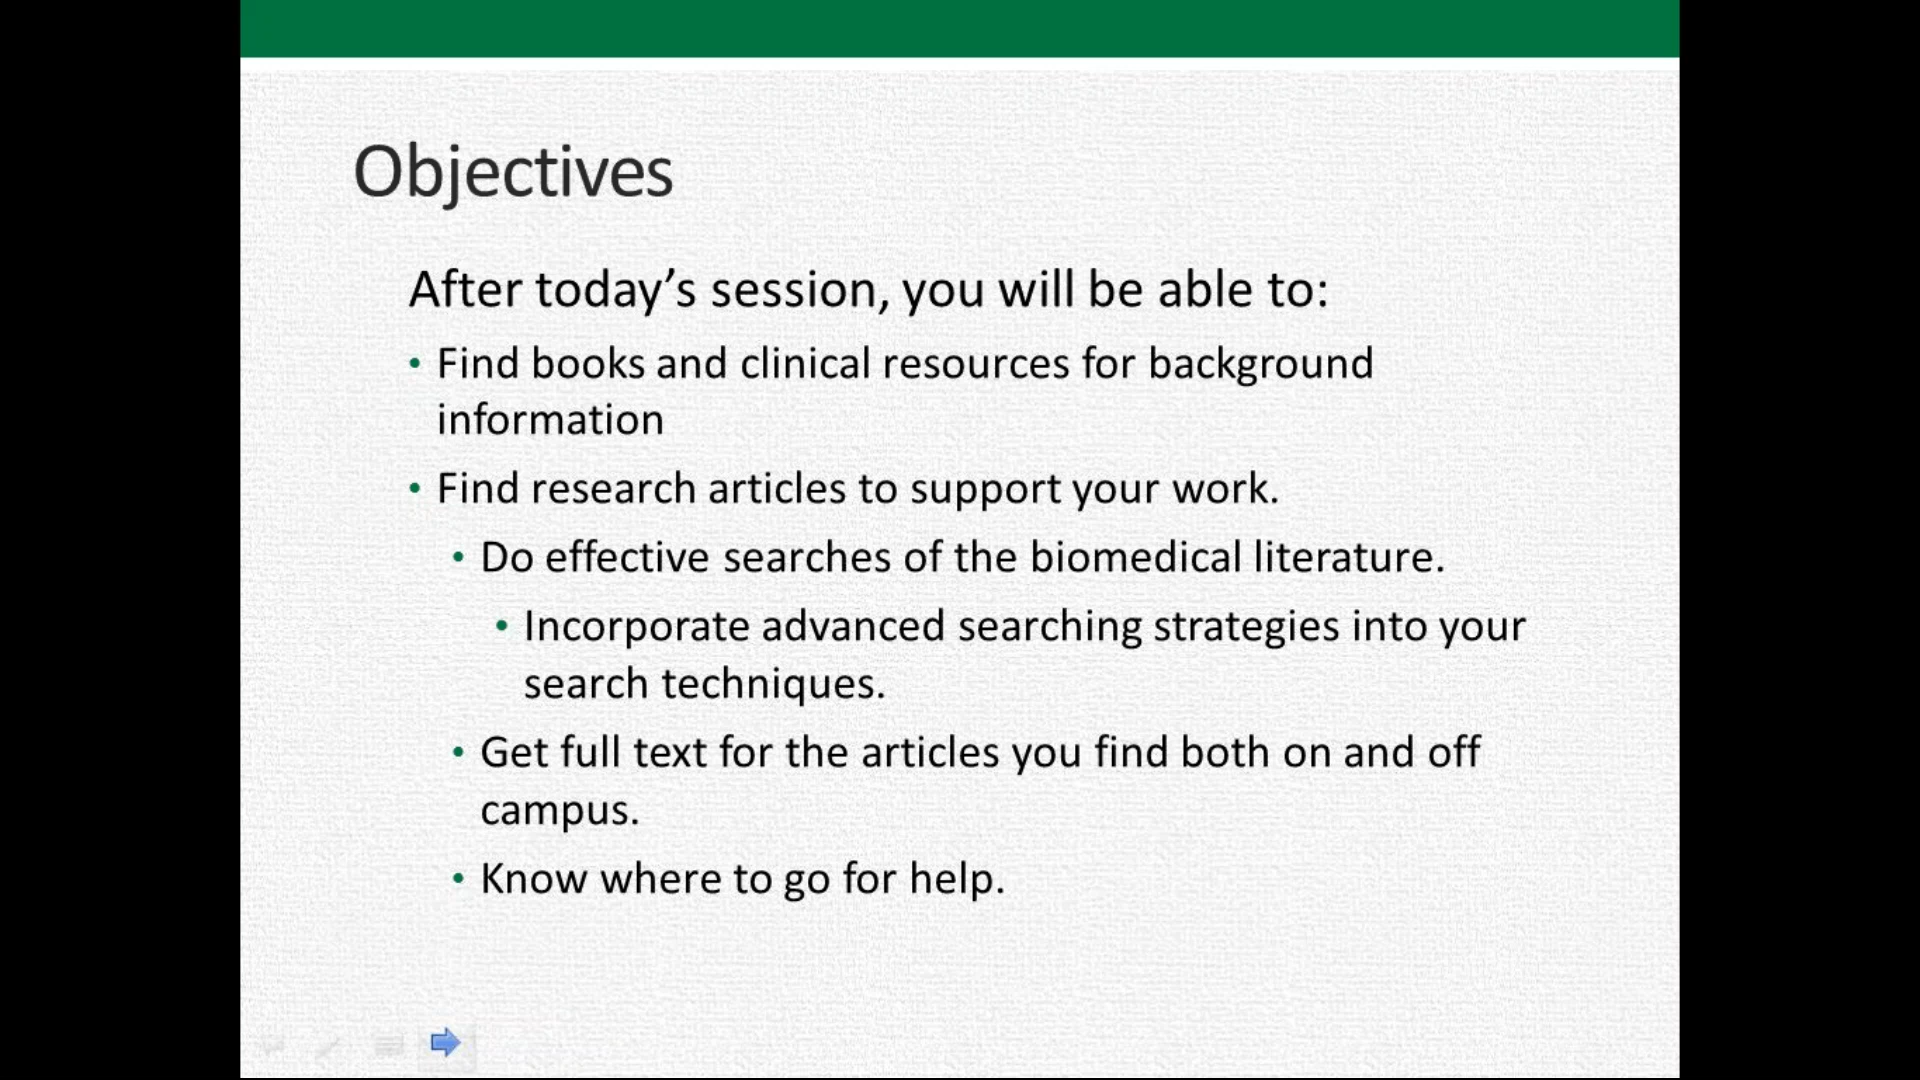 Objectives
After today’s session, you will be able to:
• Find books and clinical resources for background
information
• Find research articles to support your work.
• Do effective searches of the biomedical literature.
• Incorporate advanced searching strategies into your
search techniques.
• Get full text for the articles you find both on and off
campus.
• Know where to go for help.